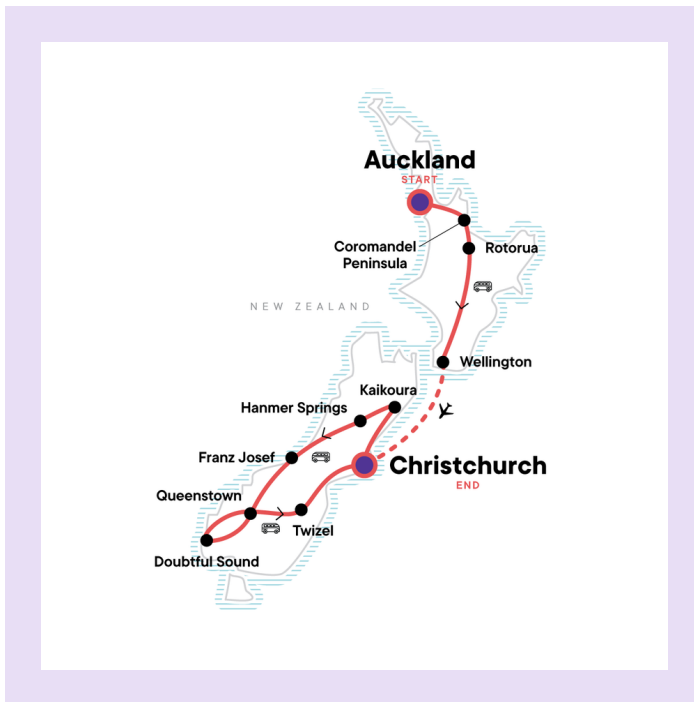 Auckland
START
Coromandel
Peninsula
Rotorua
NEW ZEALAND
Wellington
Kaikoura
Hanmer Springs
Franz Josef
Christchurch
END
Queenstown
Twizel
Doubtful Sound